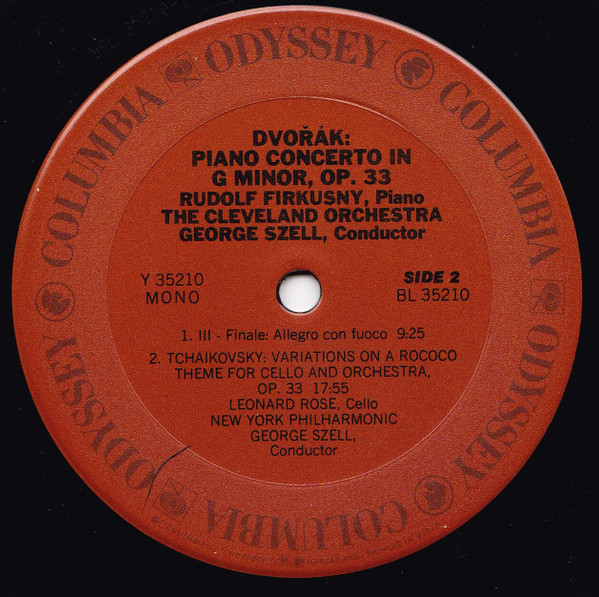 COLUMBIA ODYSSEY COLUMBIA ODYSSEY COLUMBIA ODYSSEY
DVOŘÁK:
PIANO CONCERTO IN
G MINOR, OP. 33
RUDOLF FIRKUSNY, Piano
THE CLEVELAND ORCHESTRA
GEORGE SZELL, Conductor
Y 35210
MONO
SIDE 2
BL 35210
1. III - Finale: Allegro con fuoco 9:25
2. TCHAIKOVSKY: VARIATIONS ON A ROCOCO
THEME FOR CELLO AND ORCHESTRA,
OP. 33 17:55
LEONARD ROSE, Cello
NEW YORK PHILHARMONIC
GEORGE SZELL,
Conductor